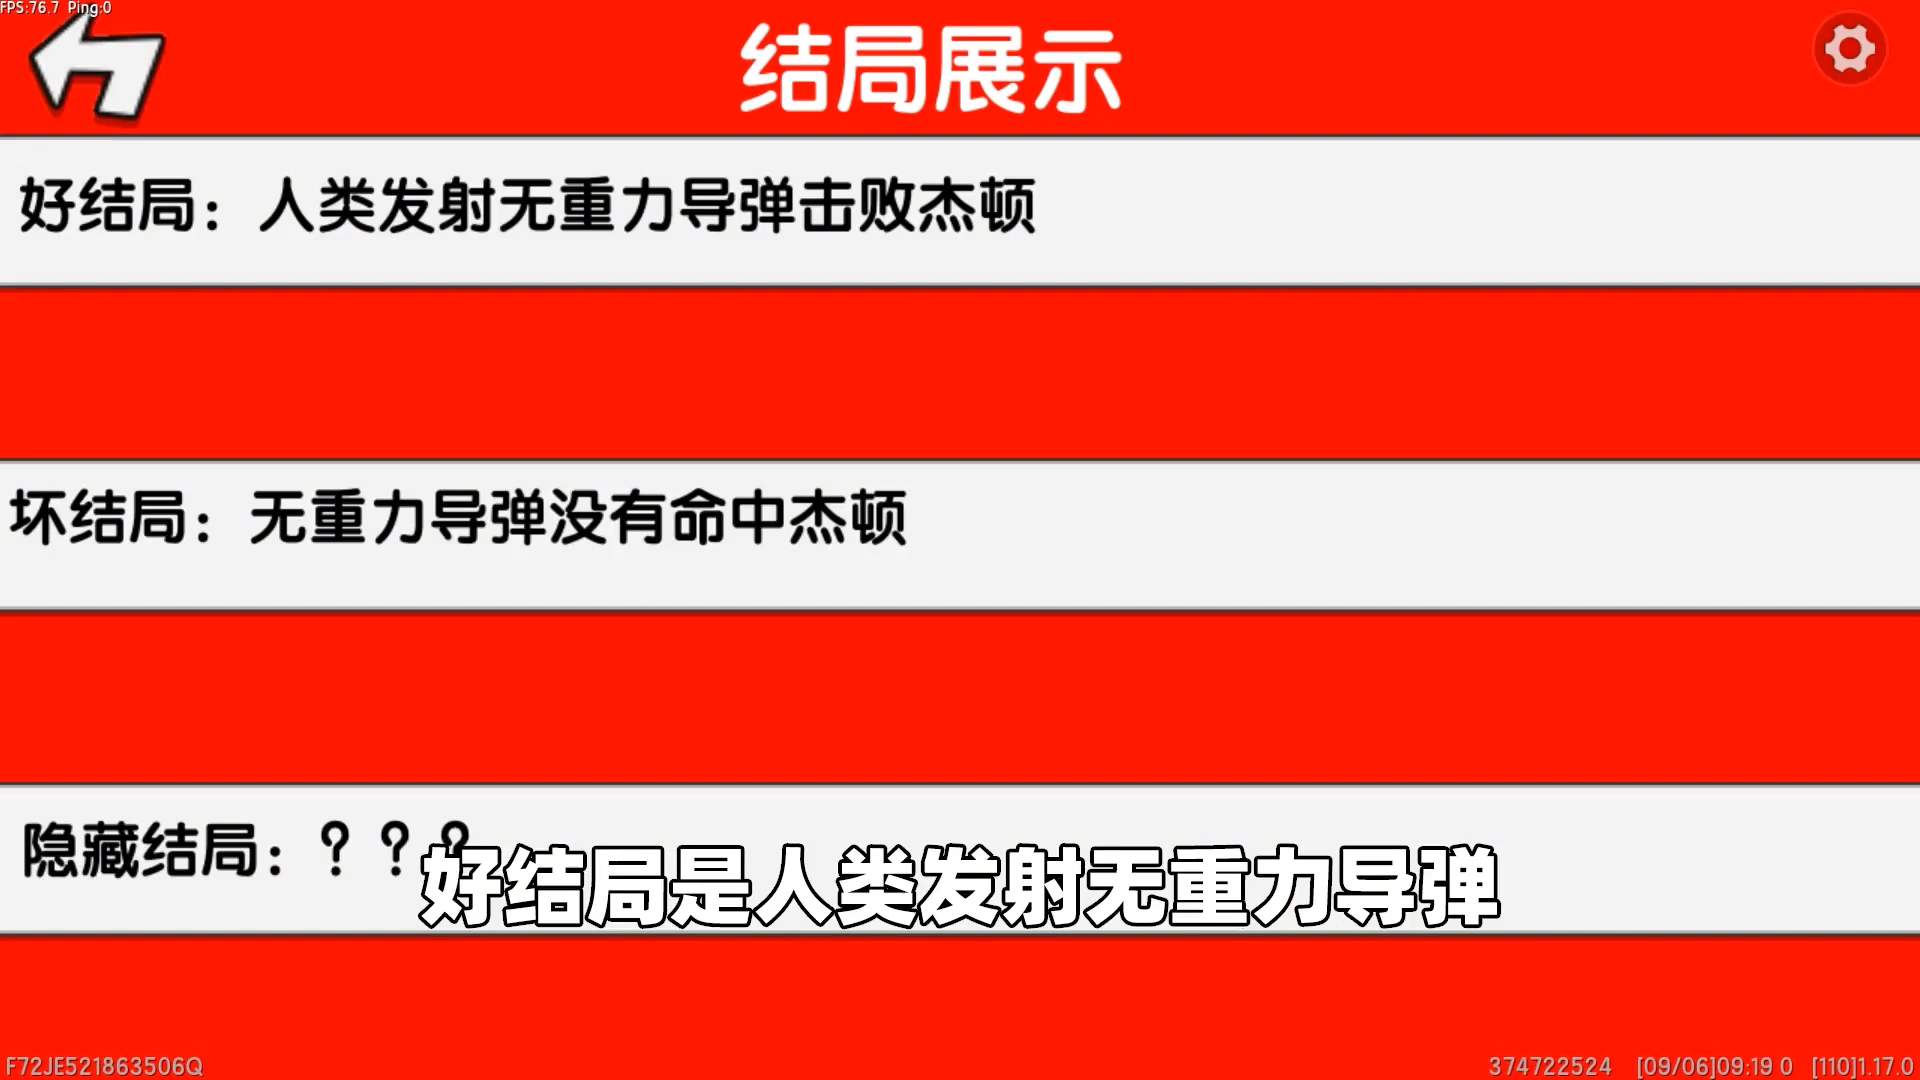 FPS:76.7 Ping:0
结局展示
好结局：人类发射无重力导弹击败杰顿
坏结局：无重力导弹没有命中杰顿
隐藏结局：？？？
好结局是人类发射无重力导弹
F72JE521863506Q
374722524 [09/06]09:19 0 [110]1.17.0